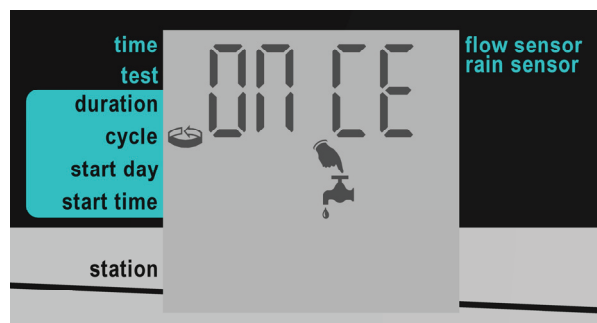 time
test
duration
cycle
start day
start time
station
ONCE
flow sensor
rain sensor